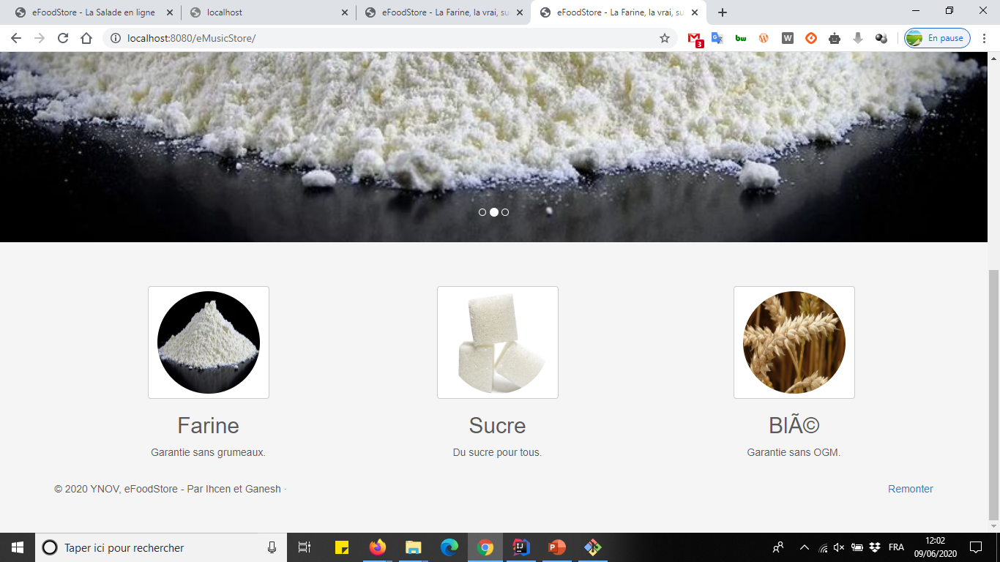 eFoodStore - La Salade en ligne
localhost
eFoodStore - La Farine, la vrai, su
eFoodStore - La Farine, la vrai, su
localhost:8080/eMusicStore/
3
bw
W
En pause
Farine
Sucre
BlÃ©
Garantie sans grumeaux.
Du sucre pour tous.
Garantie sans OGM.
© 2020 YNOV, eFoodStore - Par Ihcen et Ganesh ·
Remonter
Taper ici pour rechercher
FRA
12:02
09/06/2020